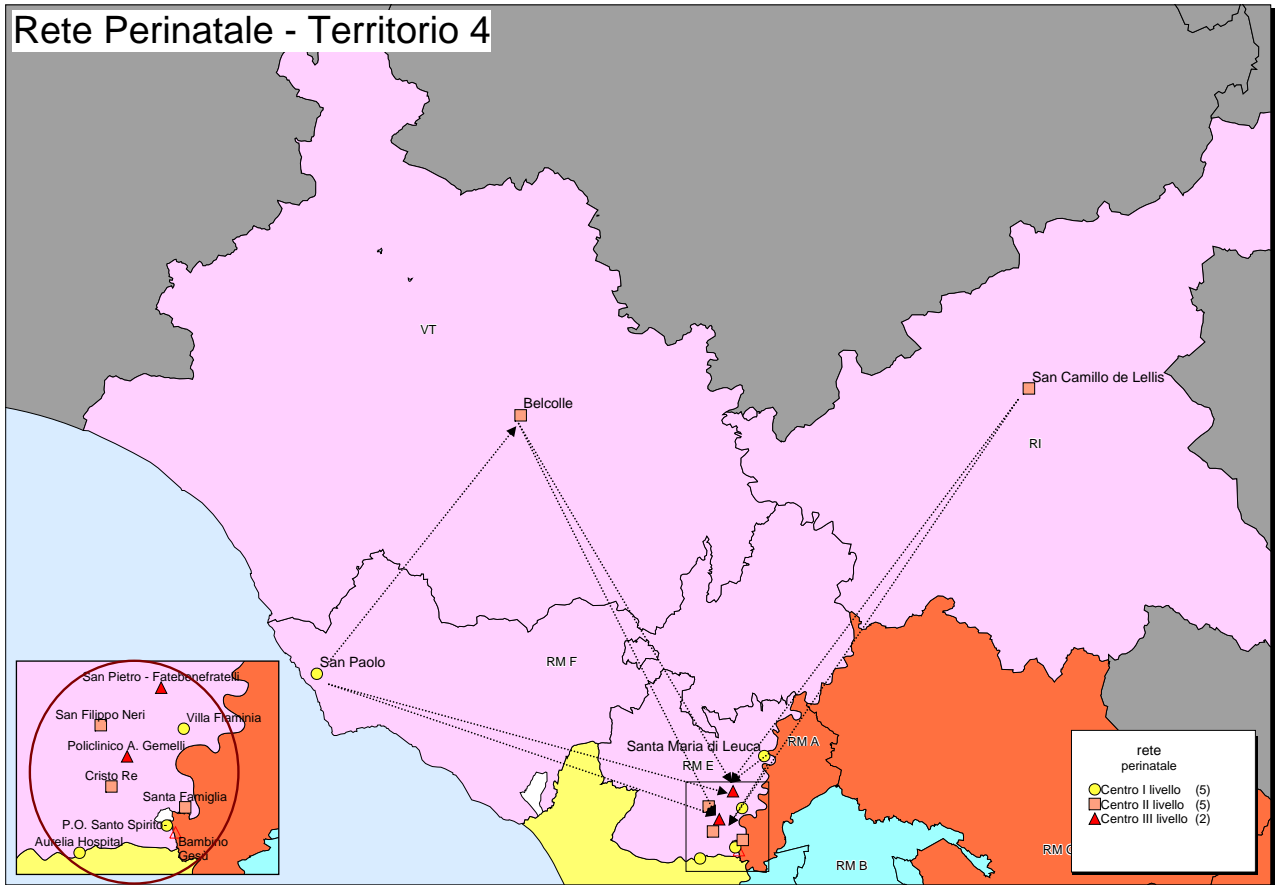 Rete Perinatale - Territorio 4
VT
San Camillo de Lellis
Belcolle
RI
San Paolo
RM F
San Pietro - Fatebenefratelli
San Filippo Neri
Villa Flaminia
Policlinico A. Gemelli
Cristo Re
Santa Famiglia
P.O. Santo Spirito
Aurelia Hospital
Bambino
Gesù
Santa Maria di Leuca
RM A
RM E
RM B
rete
perinatale
Centro I livello (5)
Centro II livello (5)
Centro III livello (2)